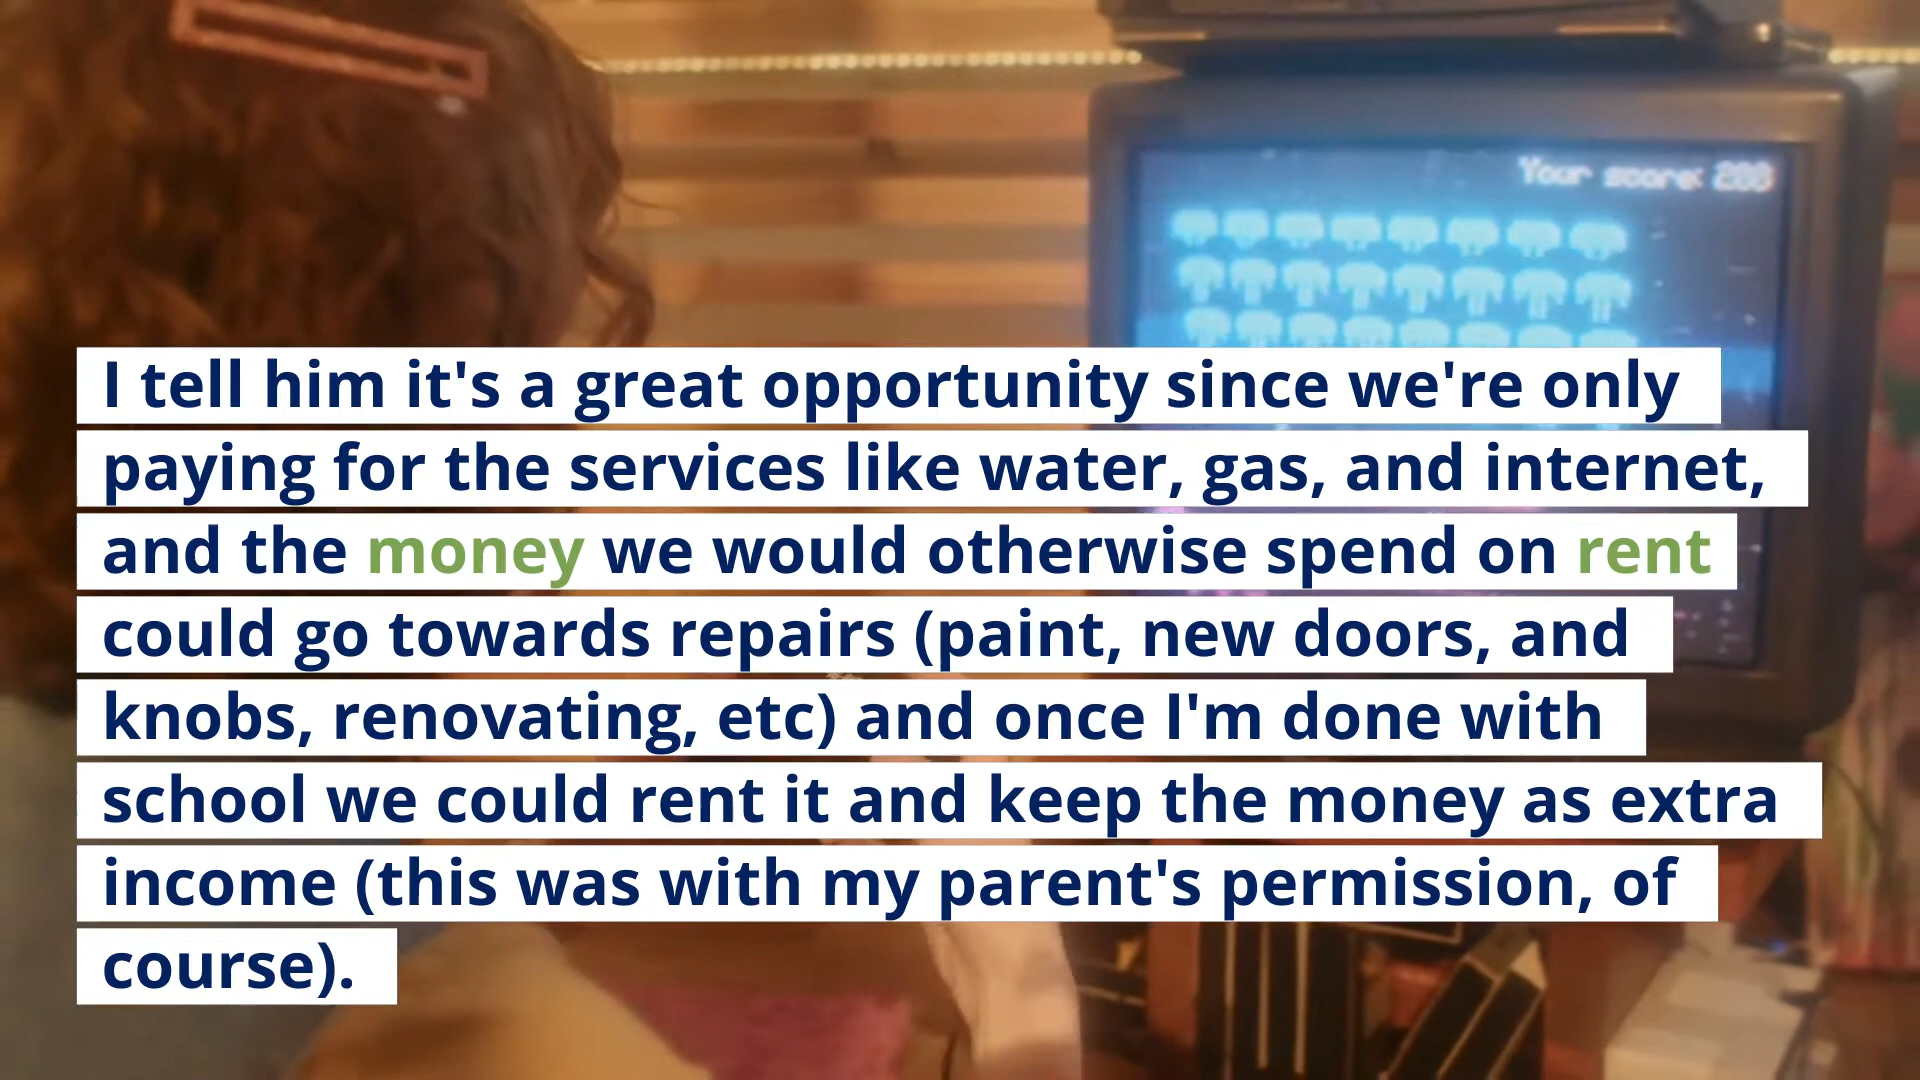 Your score: 200
I tell him it's a great opportunity since we're only
paying for the services like water, gas, and internet,
and the money we would otherwise spend on rent
could go towards repairs (paint, new doors, and
knobs, renovating, etc) and once I'm done with
school we could rent it and keep the money as extra
income (this was with my parent's permission, of
course).